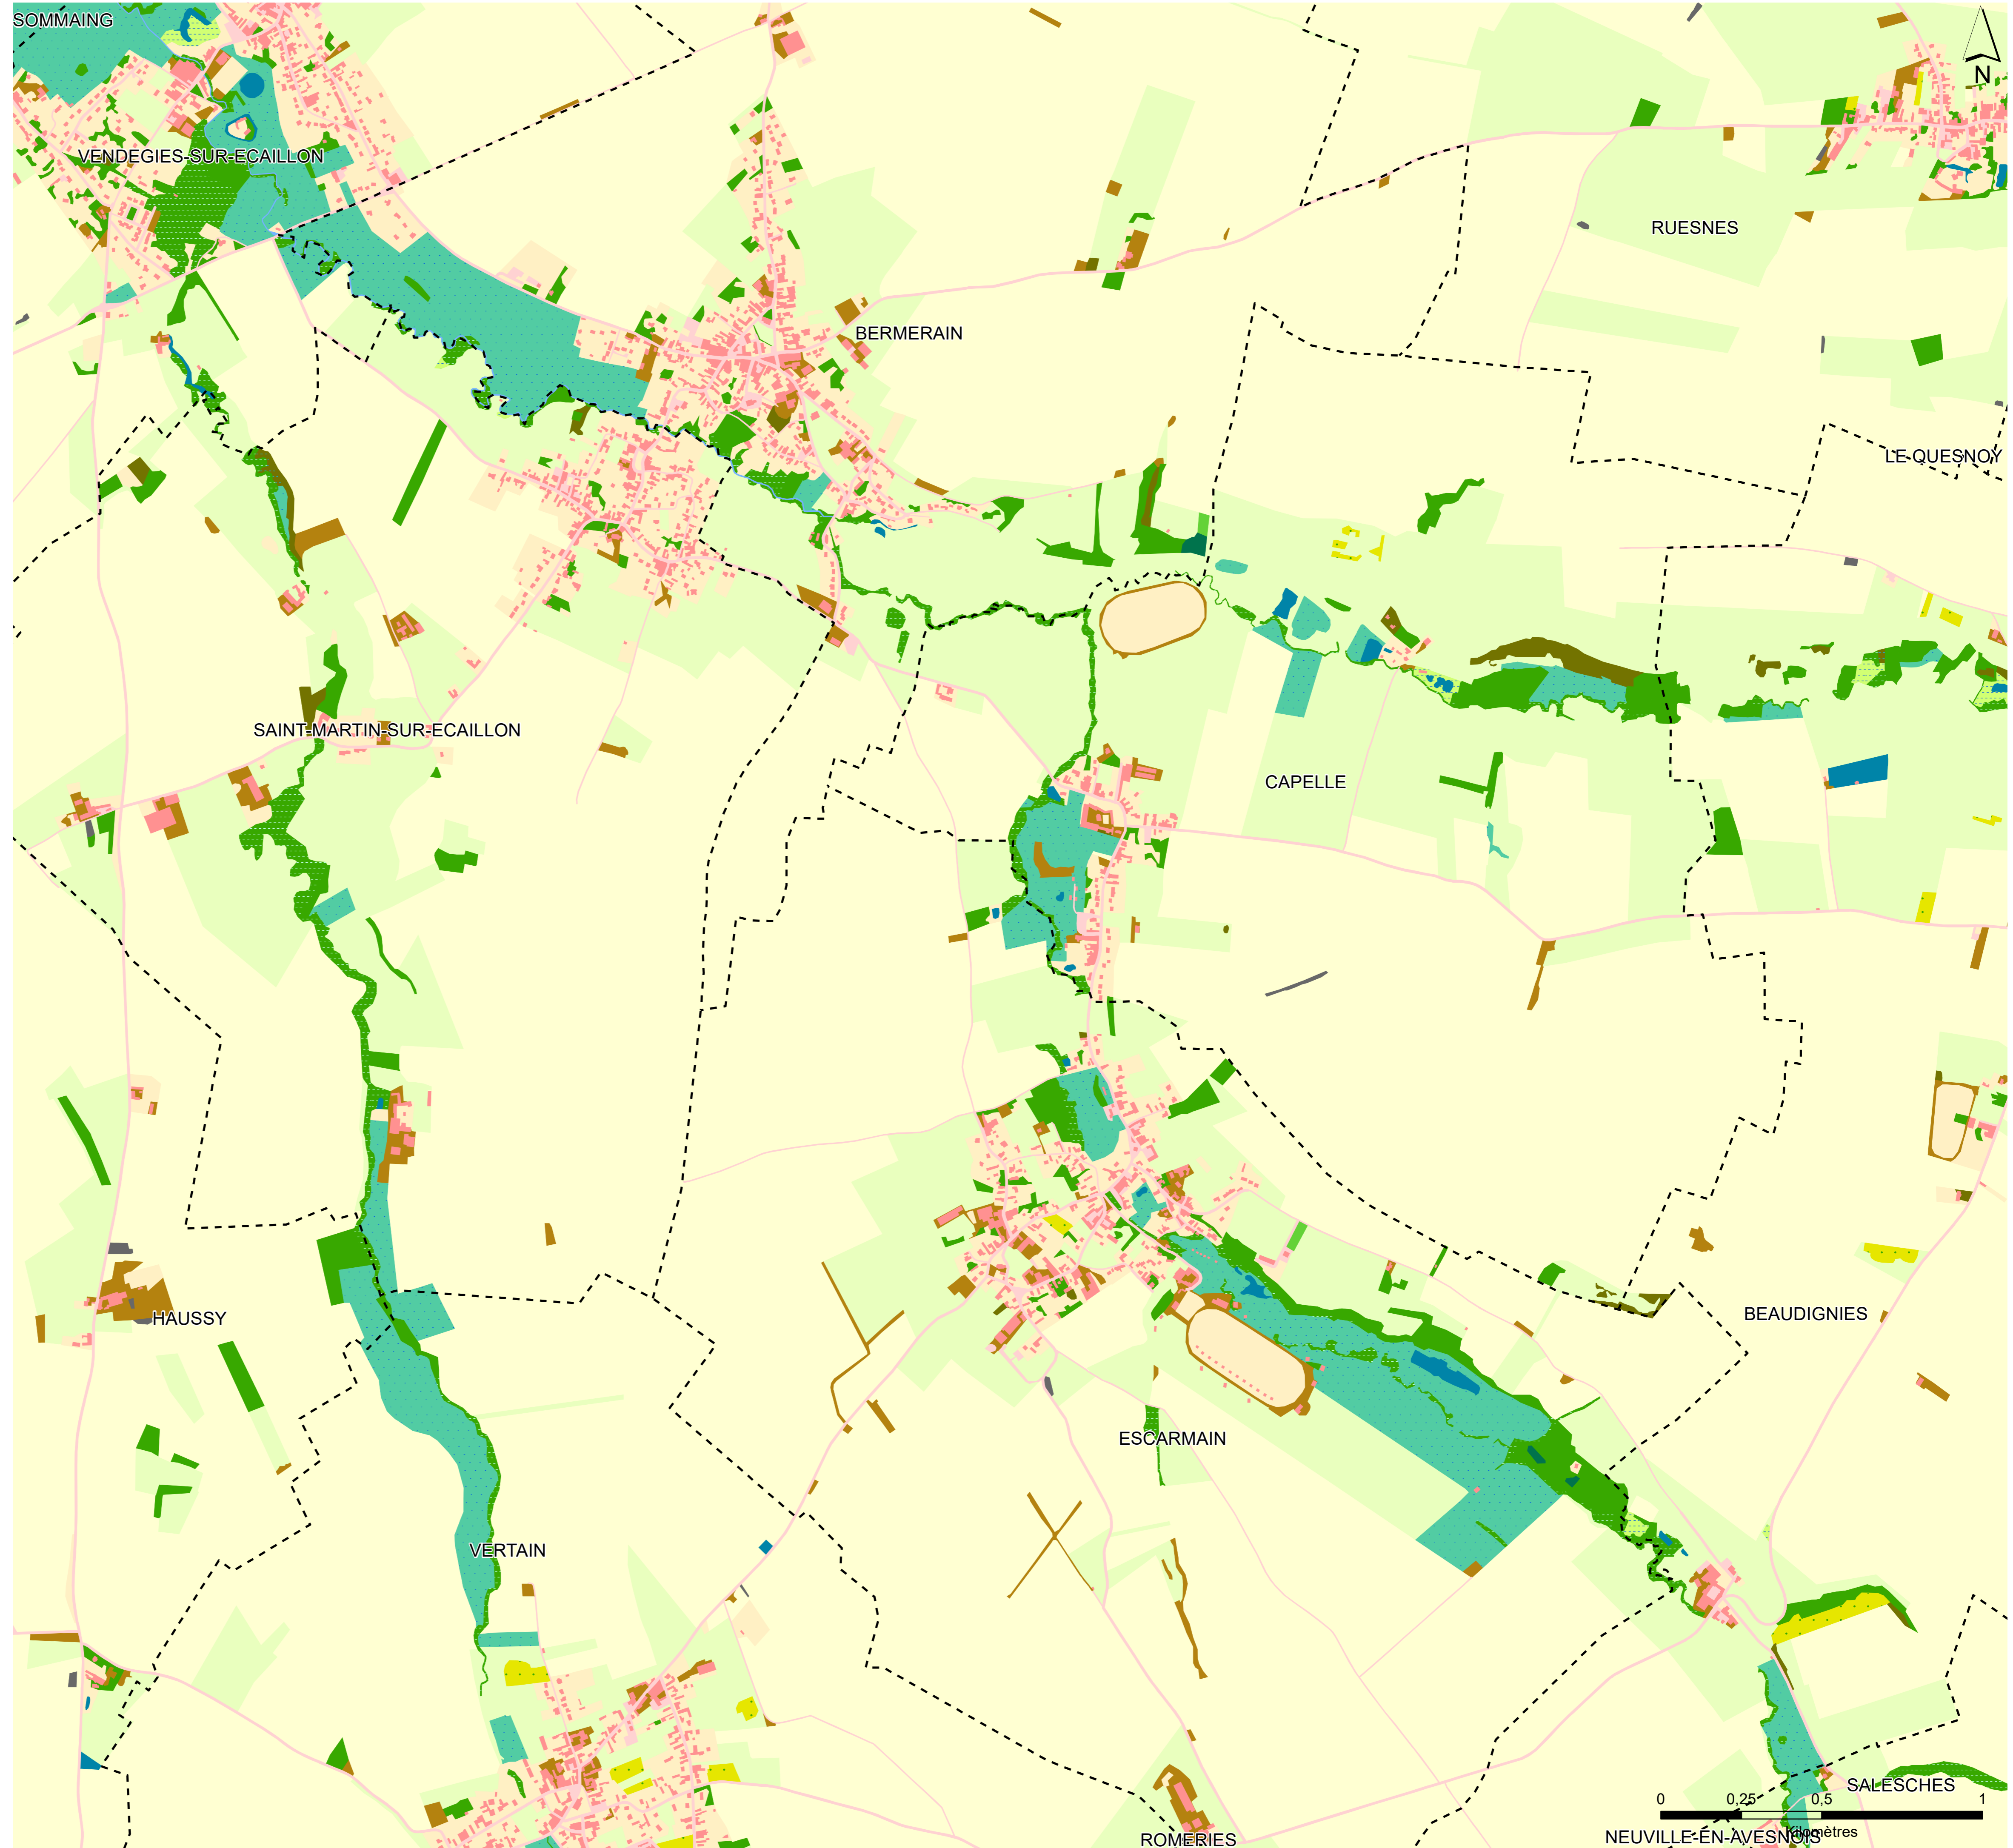 SOMMAING
N
VENDEGIES-SUR-ECAILLON
RUESNES
BERMERAIN
LE QUESNOY
SAINT-MARTIN-SUR-ECAILLON
CAPELLE
HAUSSY
BEAUDIGNIES
ESCARMAIN
VERTAIN
SALESCHES
0 0,25 0,5 1
Kilomètres
NEUVILLE-EN-AVESNOIS
ROMERIES